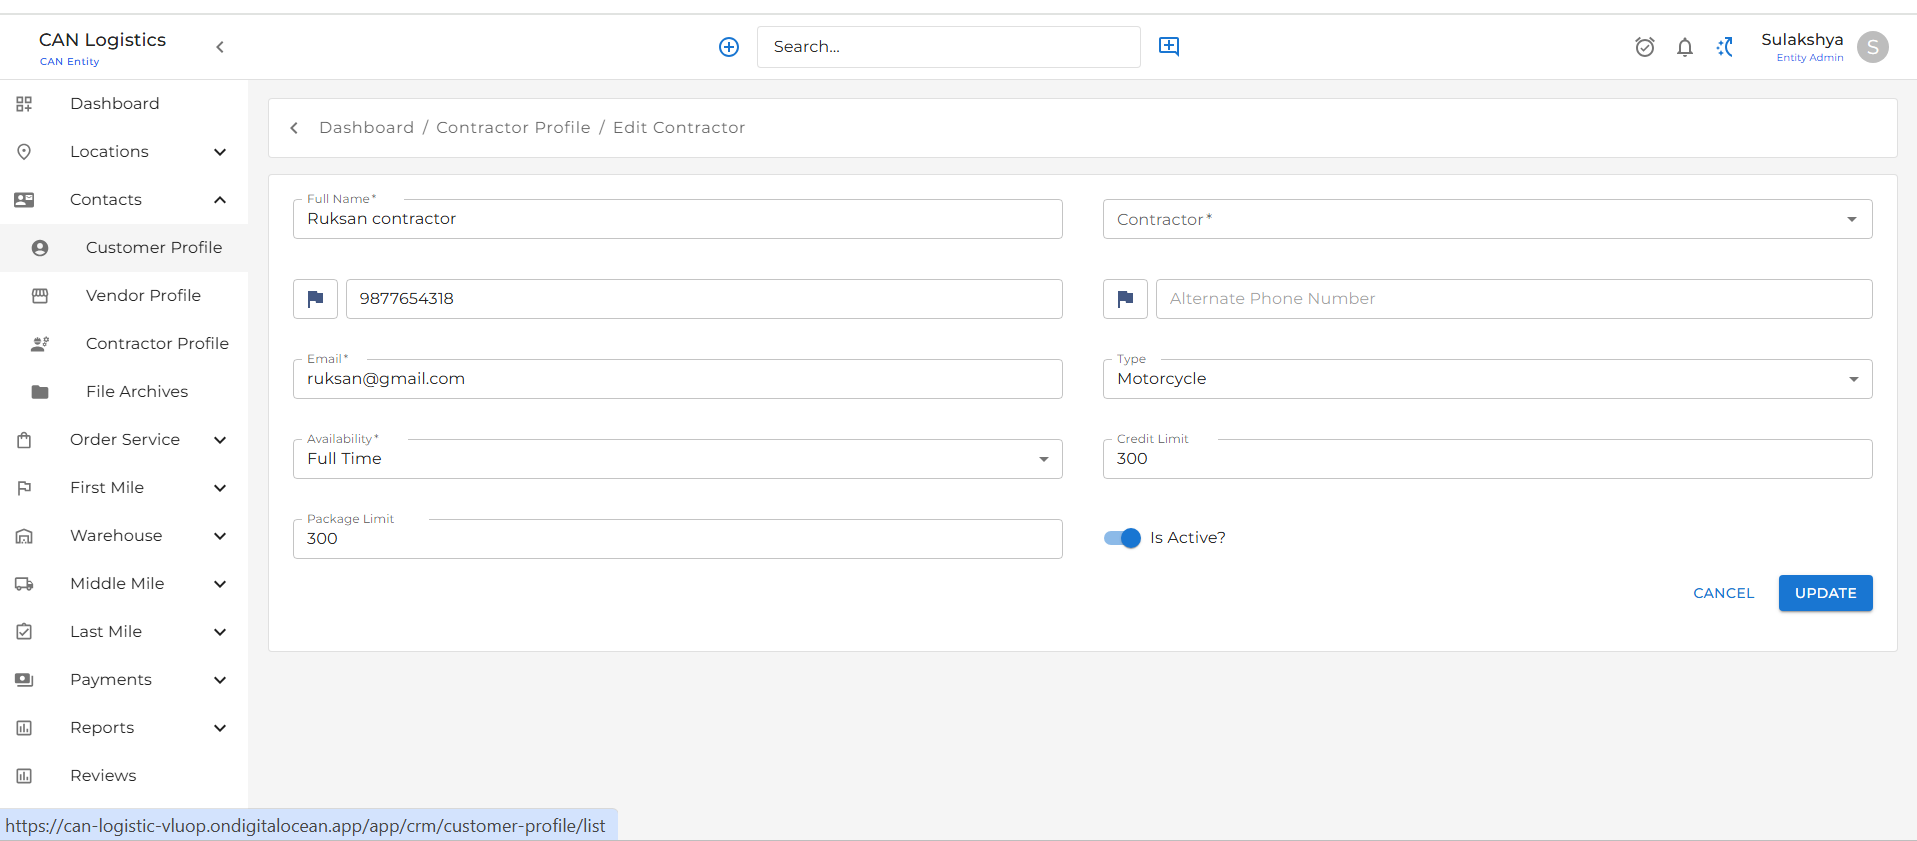 CAN Logistics
CAN Entity
Search...
Sulakshya
Entity Admin
S
Dashboard
Locations
Contacts
Customer Profile
Vendor Profile
Contractor Profile
File Archives
Order Service
First Mile
Warehouse
Middle Mile
Last Mile
Payments
Reports
Reviews
Dashboard / Contractor Profile / Edit Contractor
Full Name*
Ruksan contractor
Contractor*
9877654318
Alternate Phone Number
Email*
ruksan@gmail.com
Type
Motorcycle
Availability*
Full Time
Credit Limit
300
Package Limit
300
Is Active?
CANCEL
UPDATE
https://can-logistic-vluop.ondigitalocean.app/app/crm/customer-profile/list